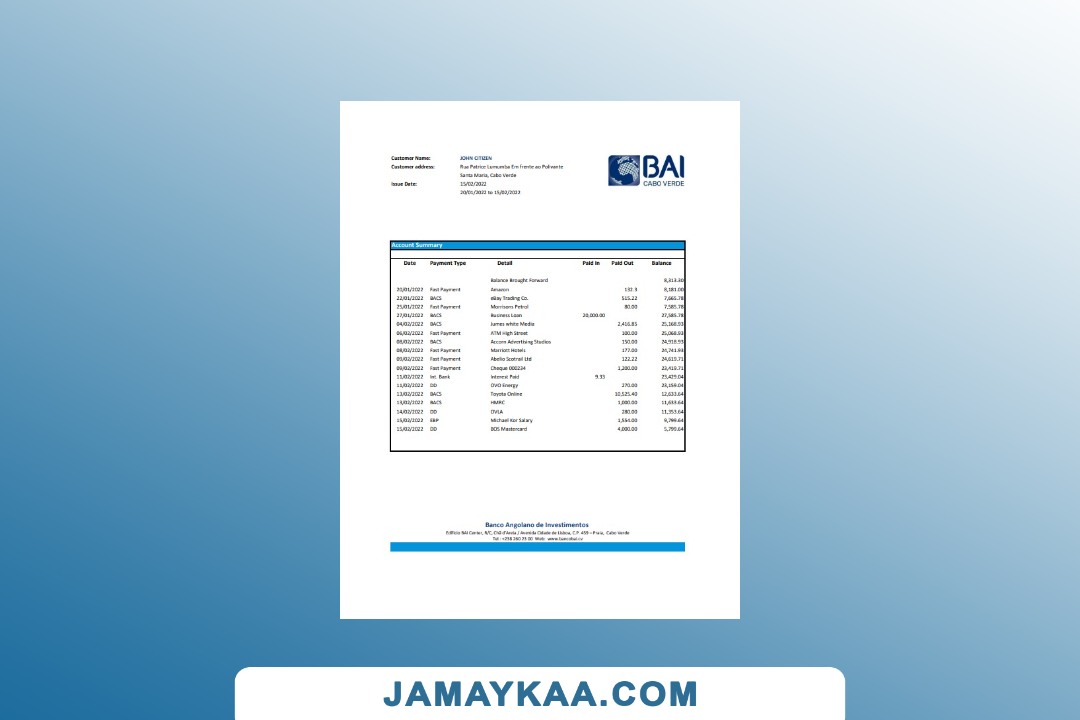 Customer Name: JOHN CITIZEN
Customer address: Rua Patrice Lumumba Em frente ao Polivante
Santa Maria, Cabo Verde
Issue Date: 15/02/2022
20/01/2022 to 15/02/2022
BAI
CABO VERDE
Account Summary
Date Payment Type Detail Paid In Paid Out Balance
Balance Brought Forward 8,313.30
20/01/2022 Fast Payment Amazon 132.3 8,181.00
22/01/2022 BACS eBay Trading Co. 515.22 7,665.78
25/01/2022 Fast Payment Morrisons Petrol 80.00 7,585.78
27/01/2022 BACS Business Loan 20,000.00 27,585.78
04/02/2022 BACS Jumes white Media 2,416.85 25,168.93
06/02/2022 Fast Payment ATM High Street 100.00 25,068.93
08/02/2022 BACS Accorn Advertising Studios 150.00 24,918.93
08/02/2022 Fast Payment Marriott Hotels 177.00 24,741.93
09/02/2022 Fast Payment Abelio Scotrail Ltd 122.22 24,619.71
09/02/2022 Fast Payment Cheque 000234 1,200.00 23,419.71
11/02/2022 Int. Bank Interest Paid 9.33 23,429.04
11/02/2022 DD OVO Energy 270.00 23,159.04
13/02/2022 BACS Toyota Online 10,525.40 12,633.64
13/02/2022 BACS HMRC 1,000.00 11,633.64
14/02/2022 DD DVLA 280.00 11,353.64
15/02/2022 EBP Michael Kor Salary 1,554.00 9,799.64
15/02/2022 DD BOS Mastercard 4,000.00 5,799.64
Banco Angolano de Investimentos
Edifício BAI Center, R/C, Chã d'Areia / Avenida Cidade de Lisboa, C.P. 459 – Praia, Cabo Verde
Tel : +238 260 23 00 Web: www.bancobai.cv
JAMAYKAA.COM